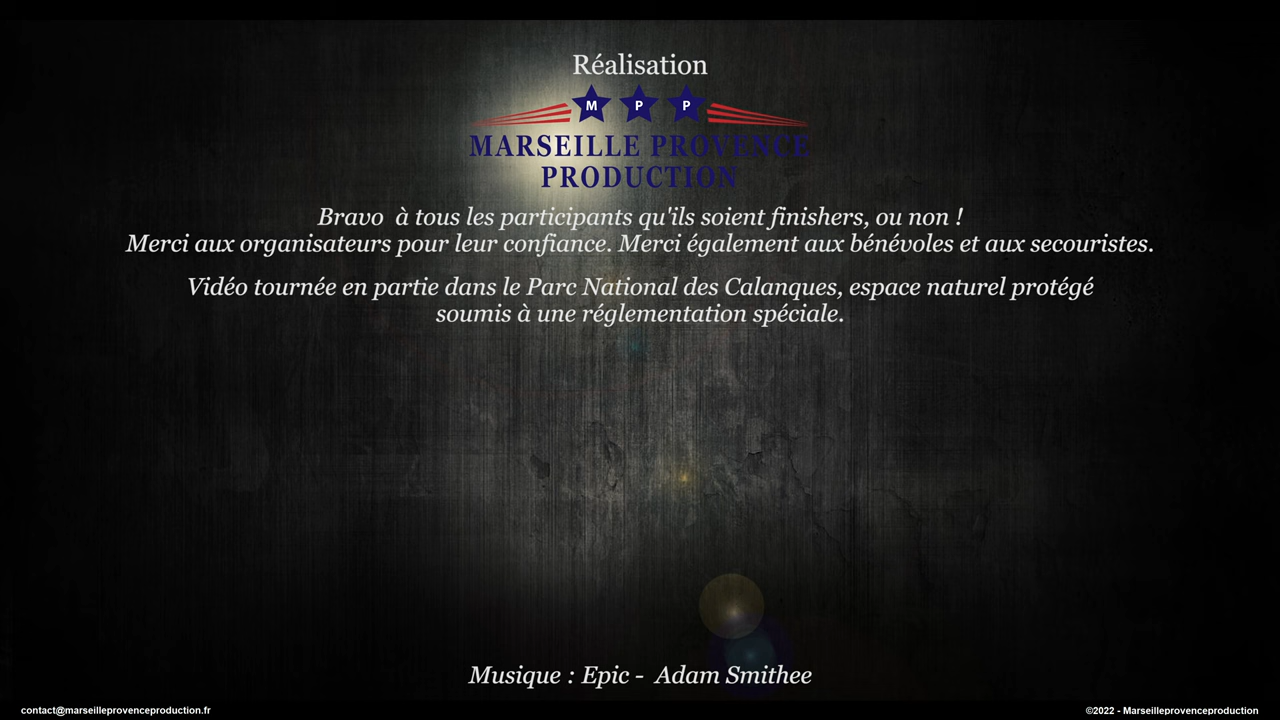 Réalisation
M P P
MARSEILLE PROVENCE
PRODUCTION
Bravo  à tous les participants qu'ils soient finishers, ou non !
Merci aux organisateurs pour leur confiance. Merci également aux bénévoles et aux secouristes.
Vidéo tournée en partie dans le Parc National des Calanques, espace naturel protégé
soumis à une réglementation spéciale.
Musique : Epic -  Adam Smithee
contact@marseilleprovenceproduction.fr
©2022 - Marseilleprovenceproduction